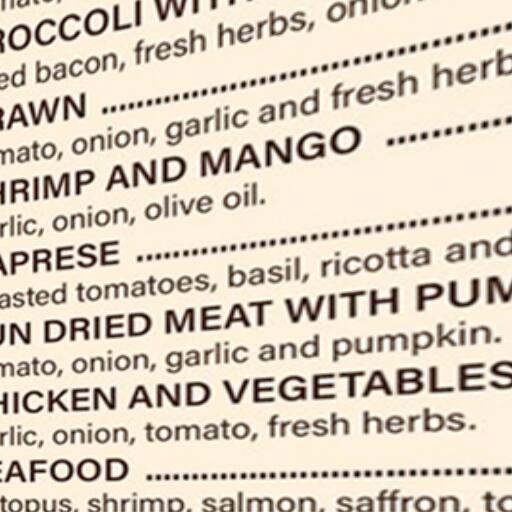 ROCCOLI WITH
ed bacon, fresh herbs, onio
RAWN
mato, onion, garlic and fresh herb
HRIMP AND MANGO
rlic, onion, olive oil.
APRESE
asted tomatoes, basil, ricotta and
UN DRIED MEAT WITH PUM
mato, onion, garlic and pumpkin.
HICKEN AND VEGETABLES
rlic, onion, tomato, fresh herbs.
EAFOOD
topus, shrimp, salmon, saffron, to